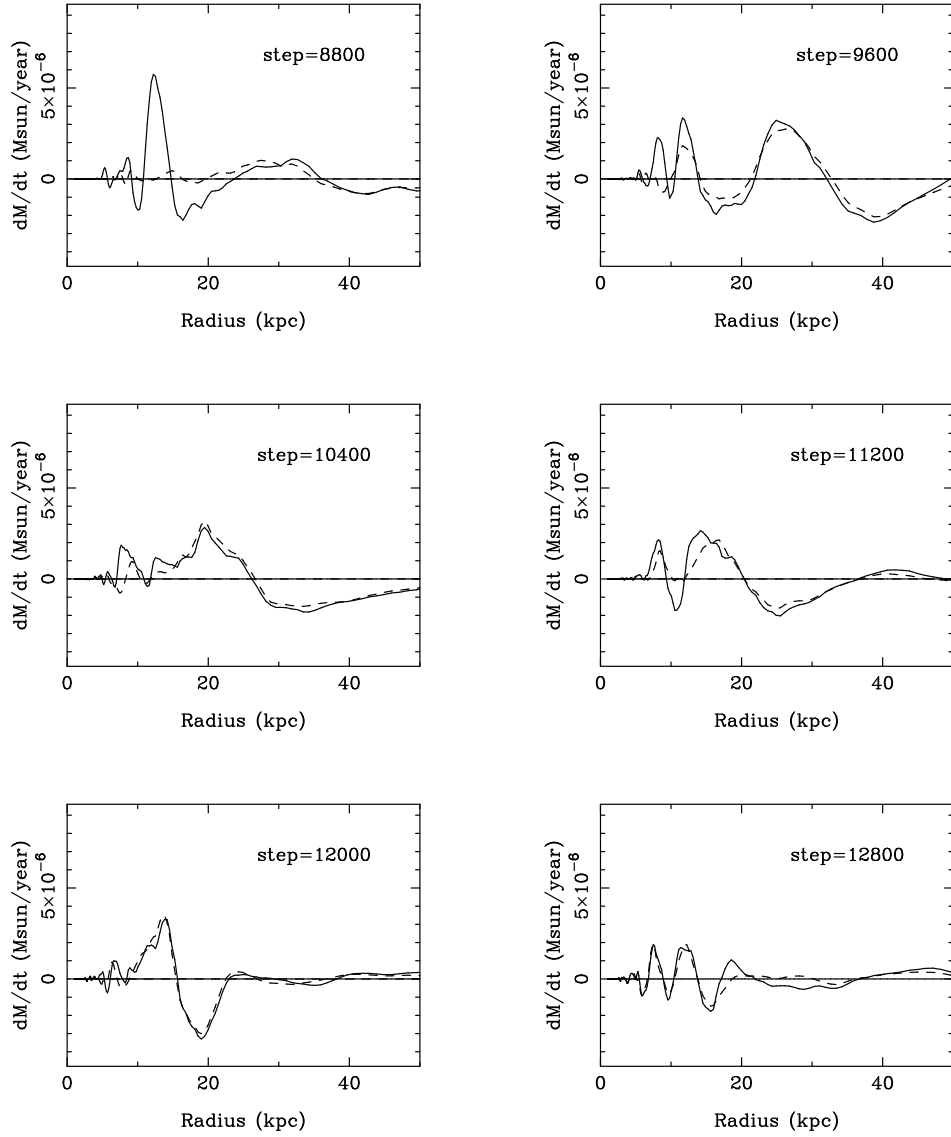 step=8800
dM/dt (Msun/year)
0 5×10⁻⁶
0 20 40
Radius (kpc)
step=9600
dM/dt (Msun/year)
0 5×10⁻⁶
0 20 40
Radius (kpc)
step=10400
dM/dt (Msun/year)
0 5×10⁻⁶
0 20 40
Radius (kpc)
step=11200
dM/dt (Msun/year)
0 5×10⁻⁶
0 20 40
Radius (kpc)
step=12000
dM/dt (Msun/year)
0 5×10⁻⁶
0 20 40
Radius (kpc)
step=12800
dM/dt (Msun/year)
0 5×10⁻⁶
0 20 40
Radius (kpc)